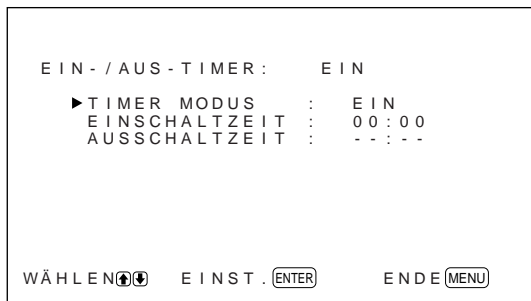 EIN-/AUS-TIMER: EIN
▶TIMER MODUS : EIN
EINSCHALTZEIT : 00:00
AUSSCHALTZEIT : --:--
WÄHLEN⬆⬇ EINST.ENTER ENDE MENU